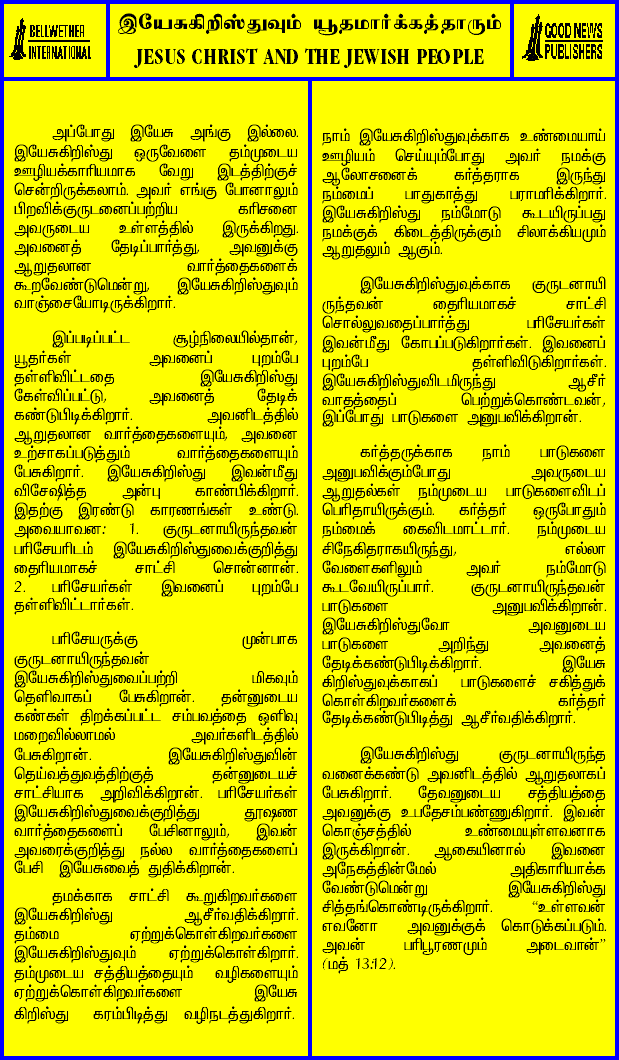 BELLWETHER
INTERNATIONAL
இயேசுகிறிஸ்துவும் யூதமார்க்கத்தாரும்
JESUS CHRIST AND THE JEWISH PEOPLE
GOOD NEWS
PUBLISHERS
அப்போது இயேசு அங்கு இல்லை.
இயேசுகிறிஸ்து ஒருவேளை தம்முடைய
ஊழியக்காரியமாக வேறு இடத்திற்குச்
சென்றிருக்கலாம். அவர் எங்கு போனாலும்
பிறவிக்குருடனைப்பற்றிய கரிசனை
அவருடைய உள்ளத்தில் இருக்கிறது.
அவனைத் தேடிப்பார்த்து, அவனுக்கு
ஆறுதலான வார்த்தைகளைக்
கூறவேண்டுமென்று, இயேசுகிறிஸ்துவும்
வாஞ்சையோடிருக்கிறார்.
இப்படிப்பட்ட சூழ்நிலையில்தான்,
யூதர்கள் அவனைப் புறம்பே
தள்ளிவிட்டதை இயேசுகிறிஸ்து
கேள்விப்பட்டு, அவனைத் தேடிக்
கண்டுபிடிக்கிறார். அவனிடத்தில்
ஆறுதலான வார்த்தைகளையும், அவனை
உற்சாகப்படுத்தும் வார்த்தைகளையும்
பேசுகிறார். இயேசுகிறிஸ்து இவன்மீது
விசேஷித்த அன்பு காண்பிக்கிறார்.
இதற்கு இரண்டு காரணங்கள் உண்டு.
அவையாவன: 1. குருடனாயிருந்தவன்
பரிசேயரிடம் இயேசுகிறிஸ்துவைக்குறித்து
தைரியமாகச் சாட்சி சொன்னான்.
2. பரிசேயர்கள் இவனைப் புறம்பே
தள்ளிவிட்டார்கள்.
பரிசேயருக்கு முன்பாக
குருடனாயிருந்தவன்
இயேசுகிறிஸ்துவைப்பற்றி மிகவும்
தெளிவாகப் பேசுகிறான். தன்னுடைய
கண்கள் திறக்கப்பட்ட சம்பவத்தை ஒளிவு
மறைவில்லாமல் அவர்களிடத்தில்
பேசுகிறான். இயேசுகிறிஸ்துவின்
தெய்வத்துவத்திற்குத் தன்னுடையச்
சாட்சியாக அறிவிக்கிறான். பரிசேயர்கள்
இயேசுகிறிஸ்துவைக்குறித்து தூஷண
வார்த்தைகளைப் பேசினாலும், இவன்
அவரைக்குறித்து நல்ல வார்த்தைகளைப்
பேசி இயேசுவைத் துதிக்கிறான்.
தமக்காக சாட்சி கூறுகிறவர்களை
இயேசுகிறிஸ்து ஆசீர்வதிக்கிறார்.
தம்மை ஏற்றுக்கொள்கிறவர்களை
இயேசுகிறிஸ்துவும் ஏற்றுக்கொள்கிறார்.
தம்முடைய சத்தியத்தையும் வழிகளையும்
ஏற்றுக்கொள்கிறவர்களை இயேசு
கிறிஸ்து கரம்பிடித்து வழிநடத்துகிறார்.
நாம் இயேசுகிறிஸ்துவுக்காக உண்மையாய்
ஊழியம் செய்யும்போது அவர் நமக்கு
ஆலோசனைக் கர்த்தராக இருந்து
நம்மைப் பாதுகாத்து பராமரிக்கிறார்.
இயேசுகிறிஸ்து நம்மோடு கூடயிருப்பது
நமக்குக் கிடைத்திருக்கும் சிலாக்கியமும்
ஆறுதலும் ஆகும்.
இயேசுகிறிஸ்துவுக்காக குருடனாயி
ருந்தவன் தைரியமாகச் சாட்சி
சொல்லுவதைப்பார்த்து பரிசேயர்கள்
இவன்மீது கோபப்படுகிறார்கள். இவனைப்
புறம்பே தள்ளிவிடுகிறார்கள்.
இயேசுகிறிஸ்துவிடமிருந்து ஆசீர்
வாதத்தைப் பெற்றுக்கொண்டவன்,
இப்போது பாடுகளை அனுபவிக்கிறான்.
கர்த்தருக்காக நாம் பாடுகளை
அனுபவிக்கும்போது அவருடைய
ஆறுதல்கள் நம்முடைய பாடுகளைவிடப்
பெரிதாயிருக்கும். கர்த்தர் ஒருபோதும்
நம்மைக் கைவிடமாட்டார். நம்முடைய
சிநேகிதராகயிருந்து, எல்லா
வேளைகளிலும் அவர் நம்மோடு
கூடவேயிருப்பார். குருடனாயிருந்தவன்
பாடுகளை அனுபவிக்கிறான்.
இயேசுகிறிஸ்துவோ அவனுடைய
பாடுகளை அறிந்து அவனைத்
தேடிக்கண்டுபிடிக்கிறார். இயேசு
கிறிஸ்துவுக்காகப் பாடுகளைச் சகித்துக்
கொள்கிறவர்களைக் கர்த்தர்
தேடிக்கண்டுபிடித்து ஆசீர்வதிக்கிறார்.
இயேசுகிறிஸ்து குருடனாயிருந்த
வனைக்கண்டு அவனிடத்தில் ஆறுதலாகப்
பேசுகிறார். தேவனுடைய சத்தியத்தை
அவனுக்கு உபதேசம்பண்ணுகிறார். இவன்
கொஞ்சத்தில் உண்மையுள்ளவனாக
இருக்கிறான். ஆகையினால் இவனை
அநேகத்தின்மேல் அதிகாரியாக்க
வேண்டுமென்று இயேசுகிறிஸ்து
சித்தங்கொண்டிருக்கிறார். “உள்ளவன்
எவனோ அவனுக்குக் கொடுக்கப்படும்.
அவன் பரிபூரணமும் அடைவான்”
(மத் 13:12).